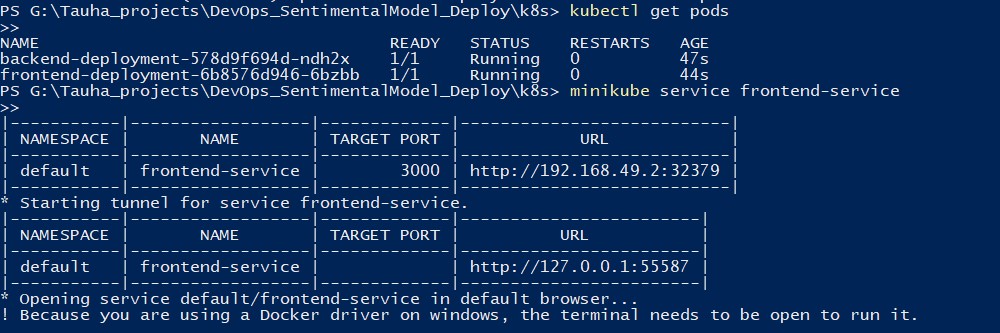 PS G:\Tauha_projects\DevOps_SentimentalModel_Deploy\k8s> kubectl get pods
>>
NAME READY STATUS RESTARTS AGE
backend-deployment-578d9f694d-ndh2x 1/1 Running 0 47s
frontend-deployment-6b8576d946-6bzbb 1/1 Running 0 44s
PS G:\Tauha_projects\DevOps_SentimentalModel_Deploy\k8s> minikube service frontend-service
>>
|-----------|------------------|-------------|---------------------------|
| NAMESPACE | NAME | TARGET PORT | URL |
|-----------|------------------|-------------|---------------------------|
| default | frontend-service | 3000 | http://192.168.49.2:32379 |
|-----------|------------------|-------------|---------------------------|
* Starting tunnel for service frontend-service.
|-----------|------------------|-------------|------------------------|
| NAMESPACE | NAME | TARGET PORT | URL |
|-----------|------------------|-------------|------------------------|
| default | frontend-service | | http://127.0.0.1:55587 |
|-----------|------------------|-------------|------------------------|
* Opening service default/frontend-service in default browser...
! Because you are using a Docker driver on windows, the terminal needs to be open to run it.